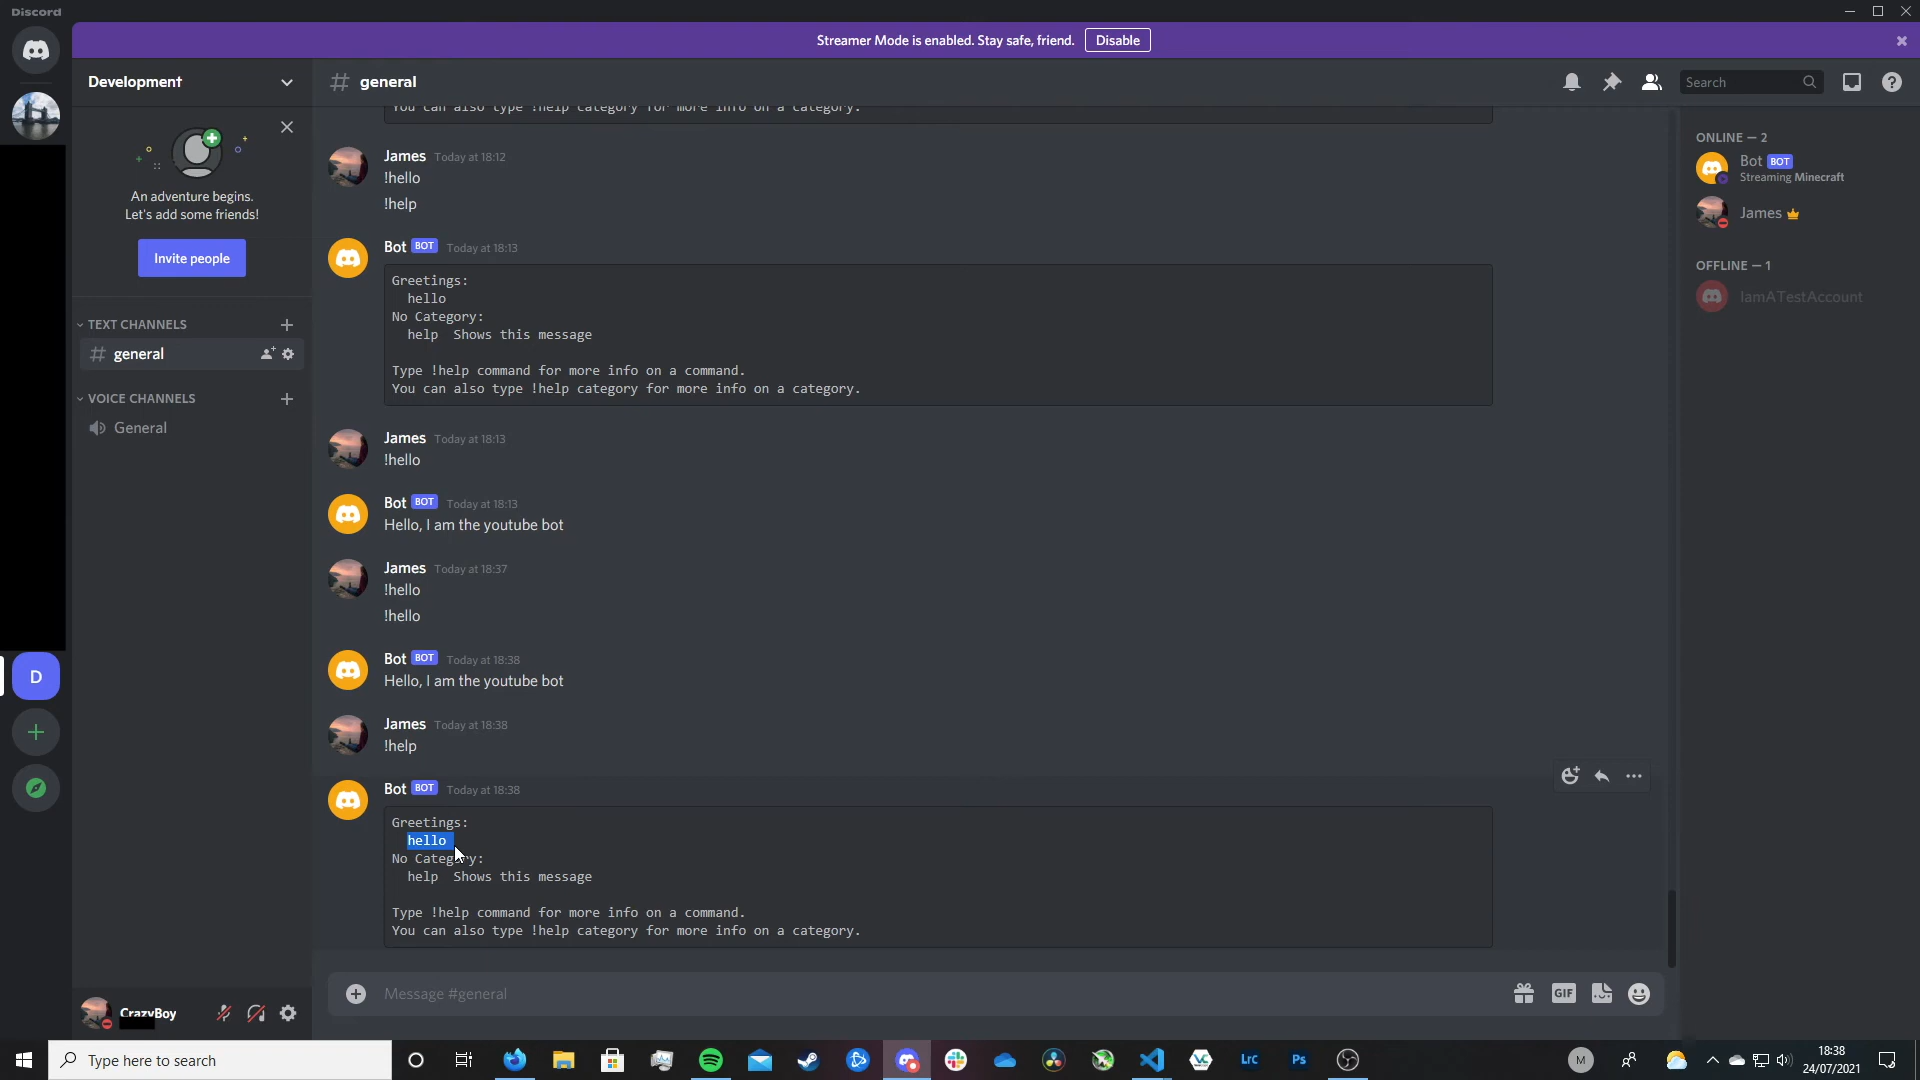 Discord
Streamer Mode is enabled. Stay safe, friend. Disable
Development
general
Search
You can also type !help category for more info on a category.
An adventure begins.
Let's add some friends!
Invite people
TEXT CHANNELS
general
VOICE CHANNELS
General
James Today at 18:12
!hello
!help
Bot BOT Today at 18:13
Greetings:
hello
No Category:
help Shows this message
Type !help command for more info on a command.
You can also type !help category for more info on a category.
James Today at 18:13
!hello
Bot BOT Today at 18:13
Hello, I am the youtube bot
James Today at 18:37
!hello
!hello
Bot BOT Today at 18:38
Hello, I am the youtube bot
James Today at 18:38
!help
Bot BOT Today at 18:38
Greetings:
hello
No Category:
help Shows this message
Type !help command for more info on a command.
You can also type !help category for more info on a category.
Message #general
GIF
ONLINE — 2
Bot BOT
Streaming Minecraft
James
OFFLINE — 1
IamATestAccount
D
CrazyBoy
Type here to search
LrC
Ps
M
18:38
24/07/2021